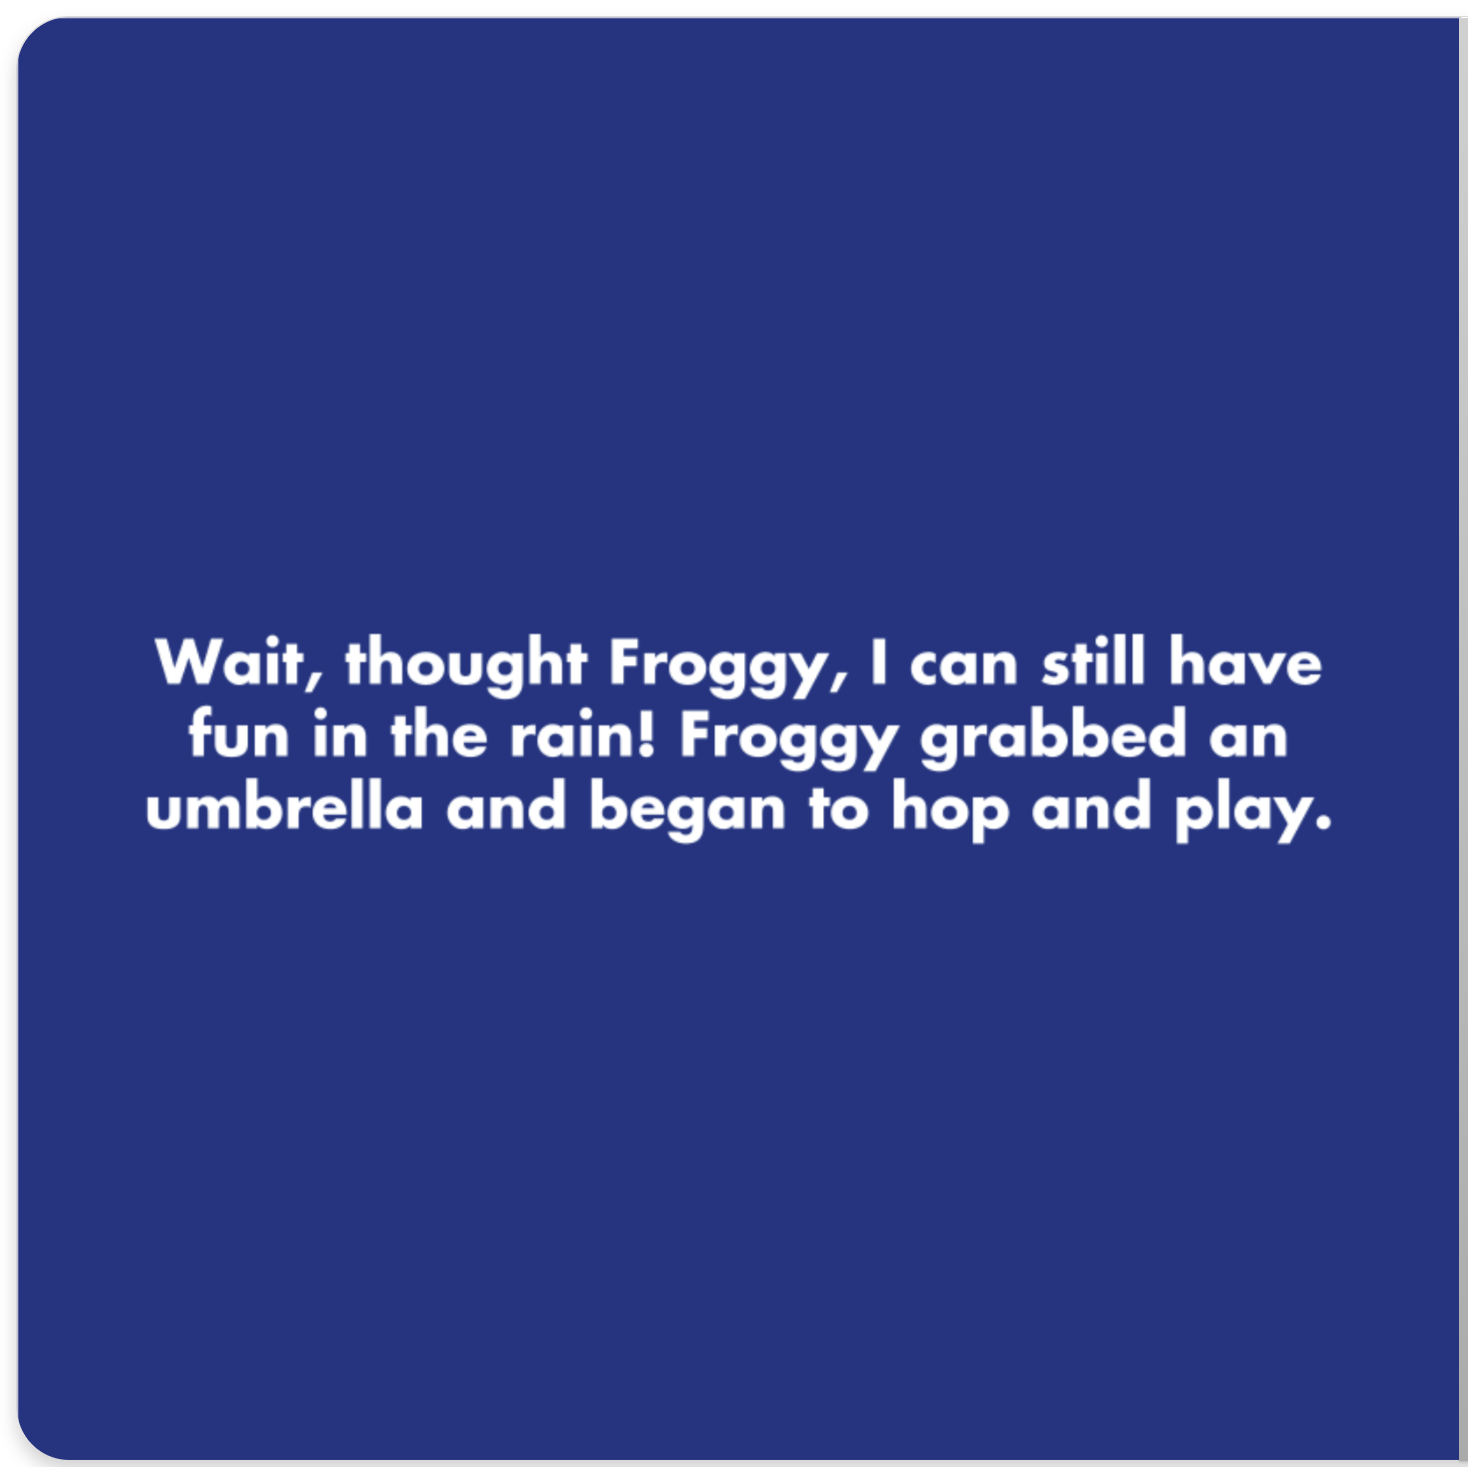 Wait, thought Froggy, I can still have
fun in the rain! Froggy grabbed an
umbrella and began to hop and play.